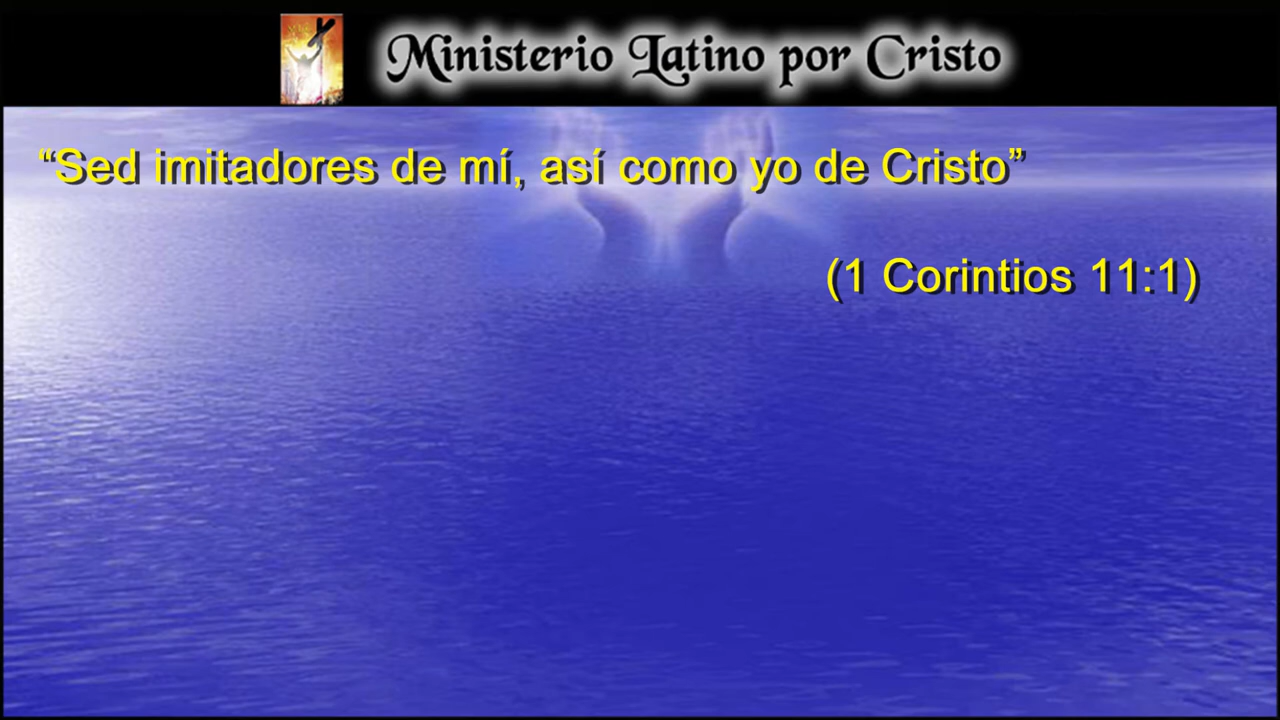 Ministerio Latino por Cristo
“Sed imitadores de mí, así como yo de Cristo”
(1 Corintios 11:1)